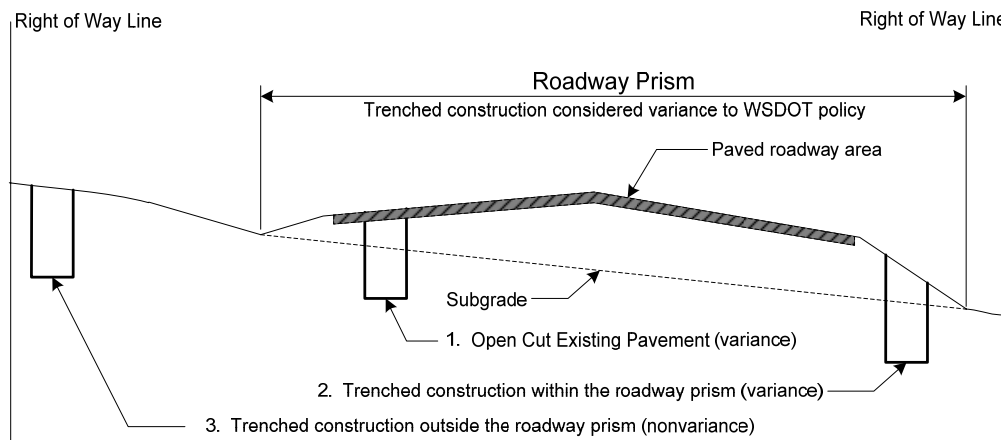 Right of Way Line
Right of Way Line
Roadway Prism
Trenched construction considered variance to WSDOT policy
Paved roadway area
Subgrade
1. Open Cut Existing Pavement (variance)
2. Trenched construction within the roadway prism (variance)
3. Trenched construction outside the roadway prism (nonvariance)